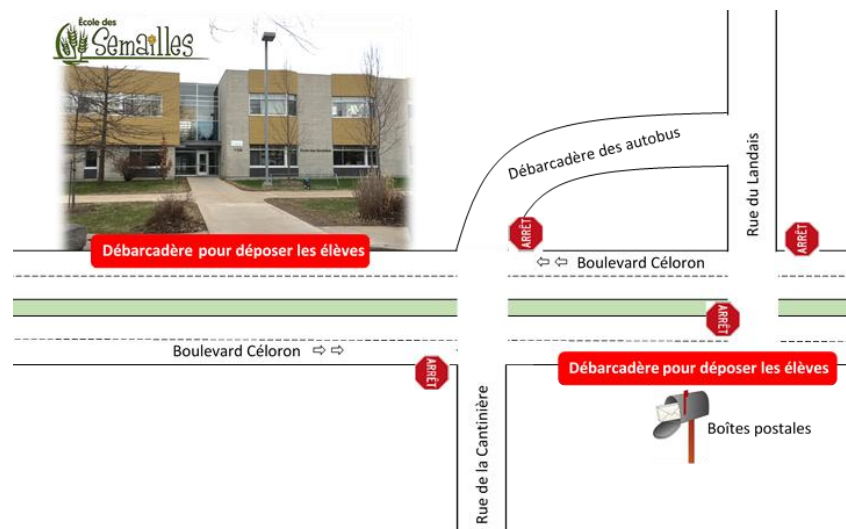 École des
Semailles
Débarcadère des autobus
Rue du Landais
ARRÊT
ARRÊT
Débarcadère pour déposer les élèves
Boulevard Céloron
ARRÊT
Boulevard Céloron
ARRÊT
Débarcadère pour déposer les élèves
Boîtes postales
Rue de la Cantinière